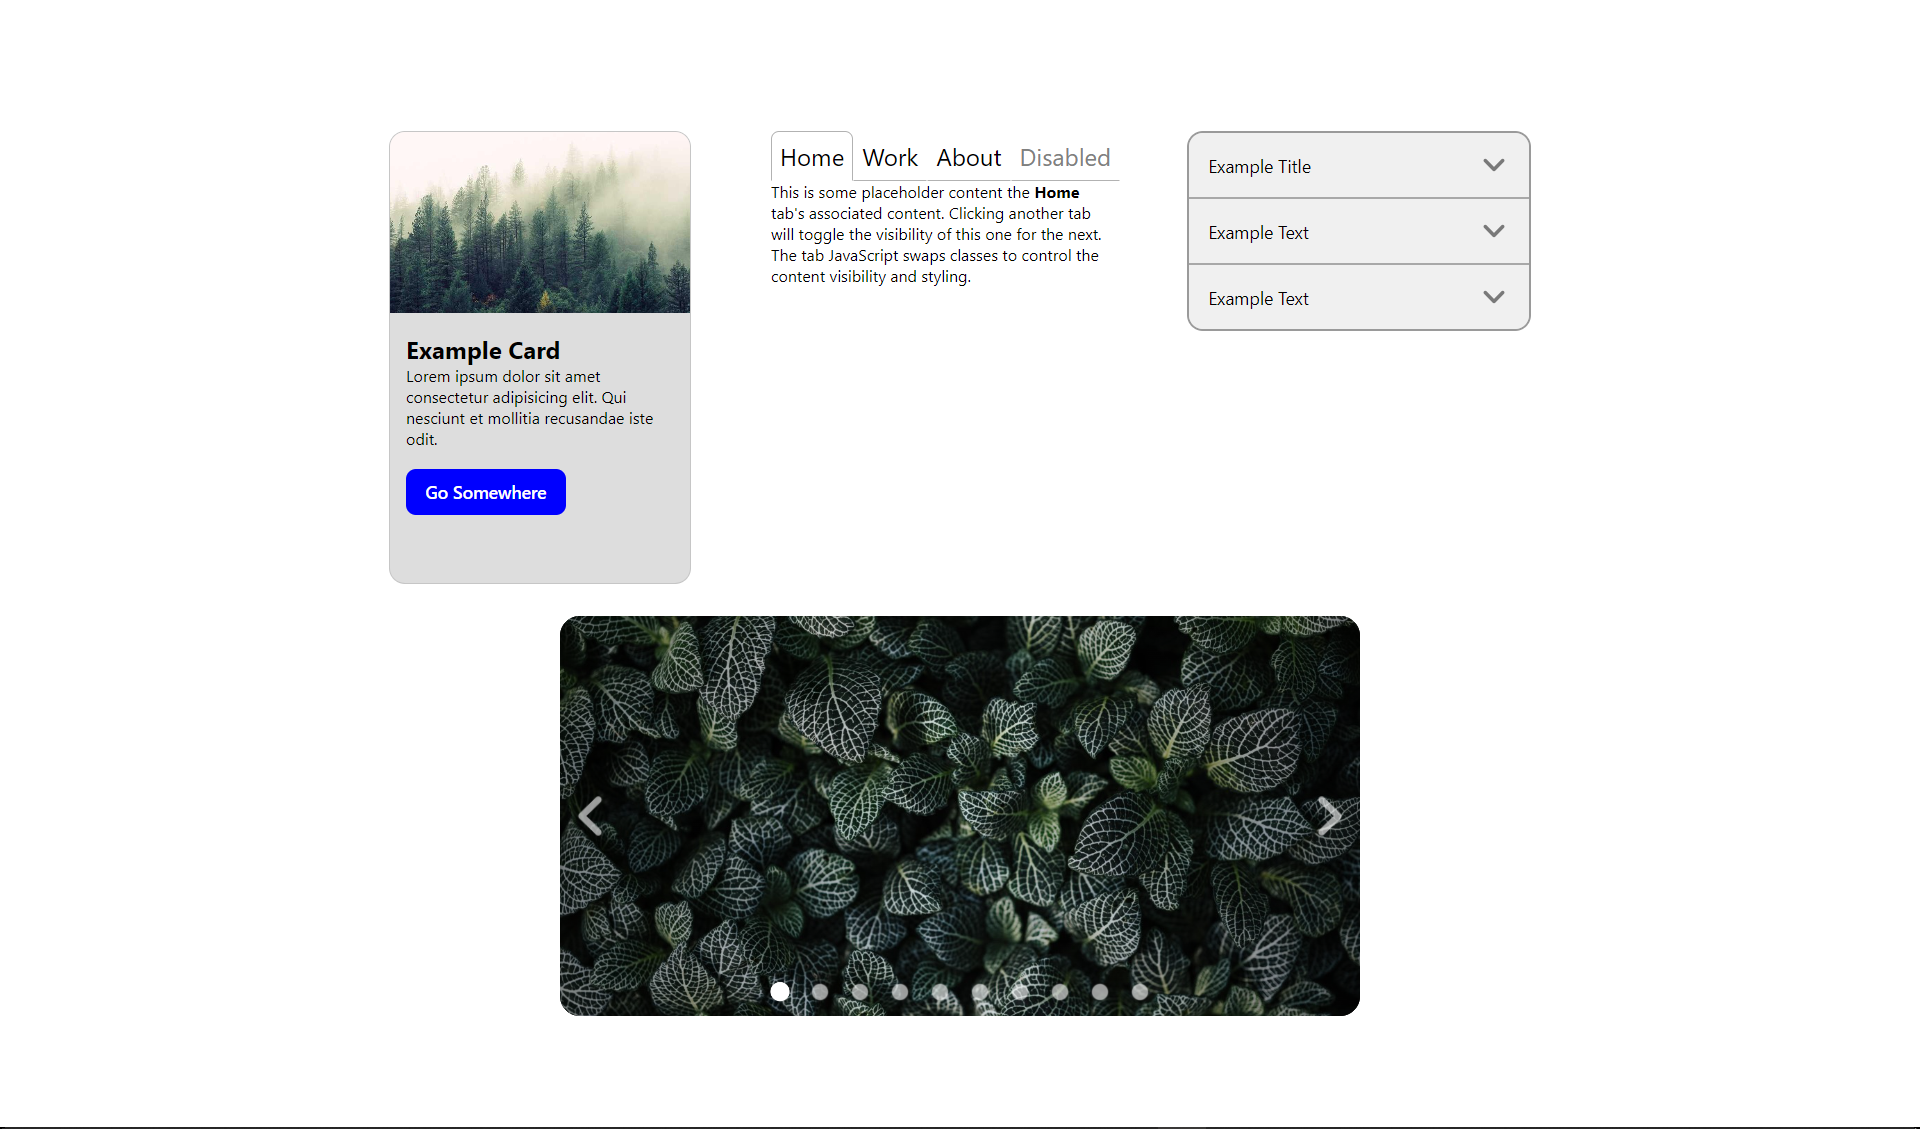 Example Card
Lorem ipsum dolor sit amet
consectetur adipisicing elit. Qui
nesciunt et mollitia recusandae iste
odit.
Go Somewhere
Home Work About Disabled
This is some placeholder content the Home
tab's associated content. Clicking another tab
will toggle the visibility of this one for the next.
The tab JavaScript swaps classes to control the
content visibility and styling.
Example Title
Example Text
Example Text